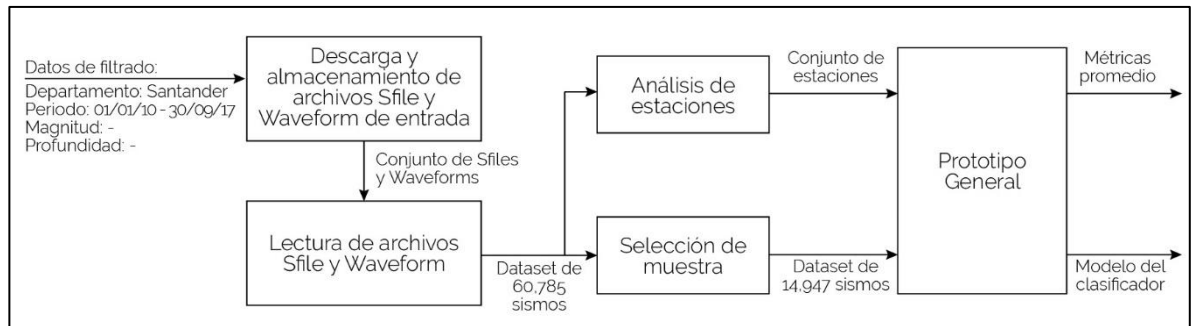 Datos de filtrado:
Departamento: Santander
Periodo: 01/01/10 - 30/09/17
Magnitud: -
Profundidad: -
Descarga y
almacenamiento de
archivos Sfile y
Waveform de entrada
Conjunto de Sfiles
y Waveforms
Lectura de archivos
Sfile y Waveform
Dataset de
60,785
sismos
Análisis de
estaciones
Selección de
muestra
Conjunto de
estaciones
Dataset de
14,947 sismos
Prototipo
General
Métricas
promedio
Modelo del
clasificador